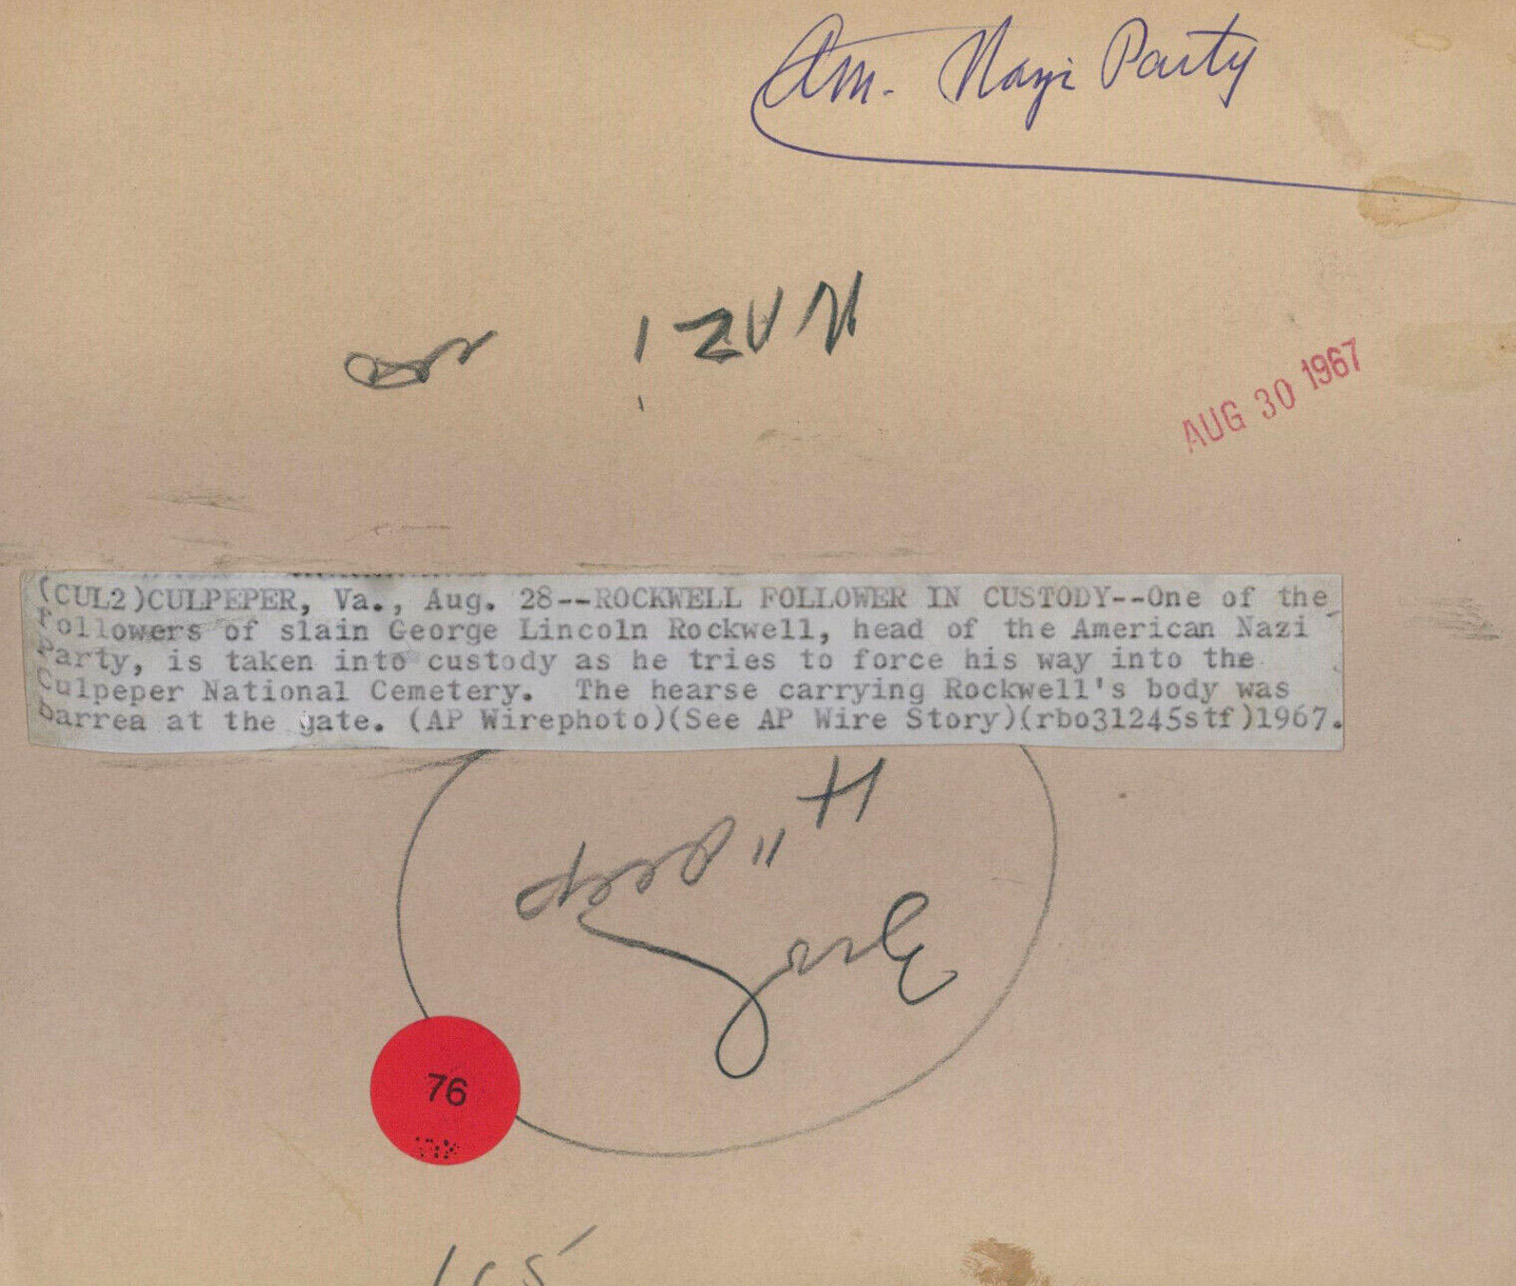 Am. Nazi Party
NAZI
AUG 30 1967
(CUL2)CULPEPER, Va., Aug. 28--ROCKWELL FOLLOWER IN CUSTODY--One of the
followers of slain George Lincoln Rockwell, head of the American Nazi
Party, is taken into custody as he tries to force his way into the
Culpeper National Cemetery. The hearse carrying Rockwell's body was
barred at the gate. (AP Wirephoto)(See AP Wire Story)(rbo31245stf)1967.
76